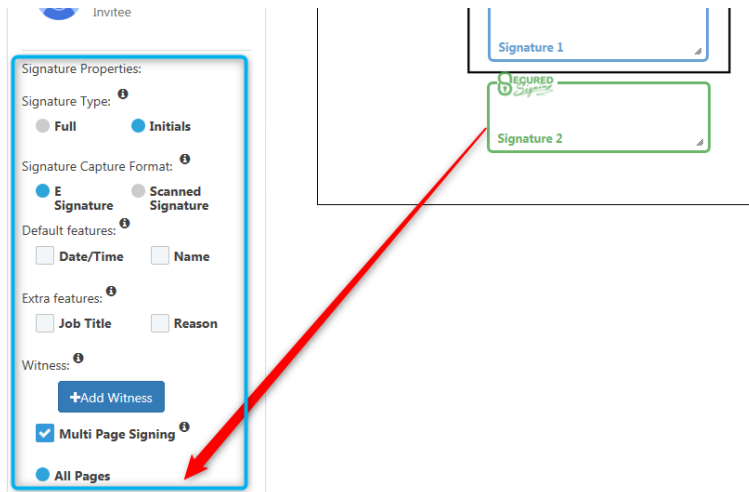 Invitee
Signature Properties:
Signature Type:
Full Initials
Signature Capture Format:
E Signature Scanned Signature
Default features:
Date/Time Name
Extra features:
Job Title Reason
Witness:
+Add Witness
Multi Page Signing
All Pages
Signature 1
SECURED
Signing
Signature 2